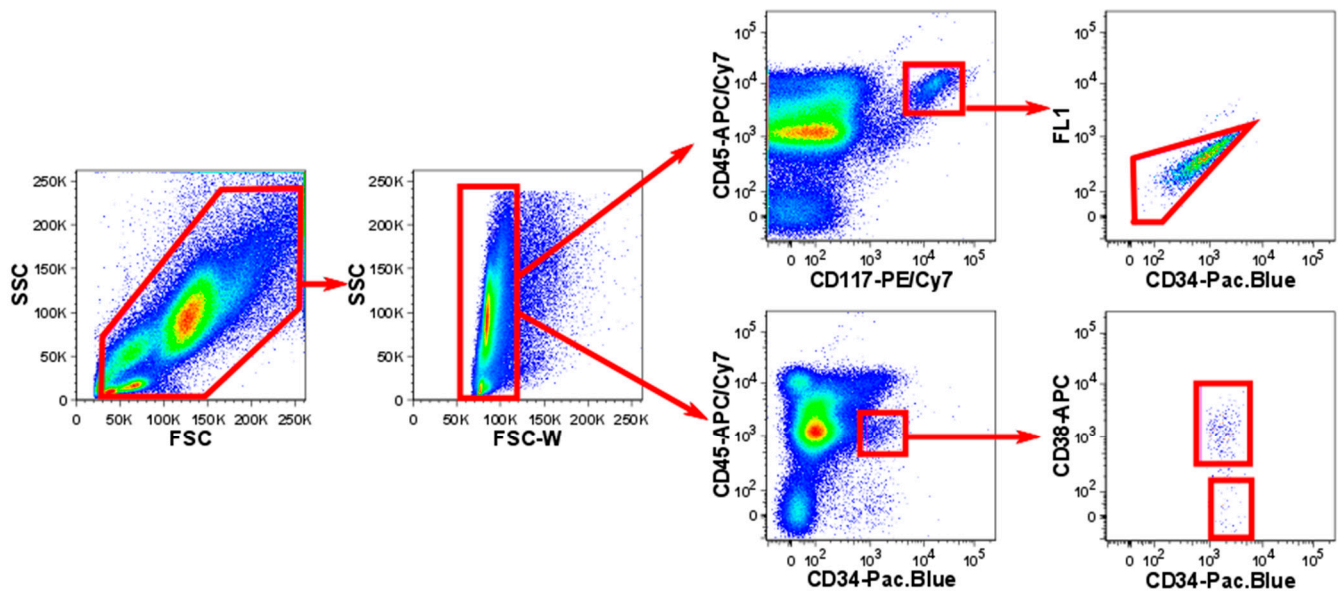 10⁵
10⁴
10³
10²
0
CD45-APC/Cy7
0 10² 10³ 10⁴ 10⁵
CD117-PE/Cy7
10⁵
10⁴
10³
10²
0
FL1
0 10² 10³ 10⁴ 10⁵
CD34-Pac.Blue
250K
200K
150K
100K
50K
0
SSC
0 50K 100K 150K 200K 250K
FSC
250K
200K
150K
100K
50K
0
SSC
0 50K 100K 150K 200K 250K
FSC-W
10⁵
10⁴
10³
10²
0
CD45-APC/Cy7
0 10² 10³ 10⁴ 10⁵
CD34-Pac.Blue
10⁵
10⁴
10³
10²
0
CD38-APC
0 10² 10³ 10⁴ 10⁵
CD34-Pac.Blue